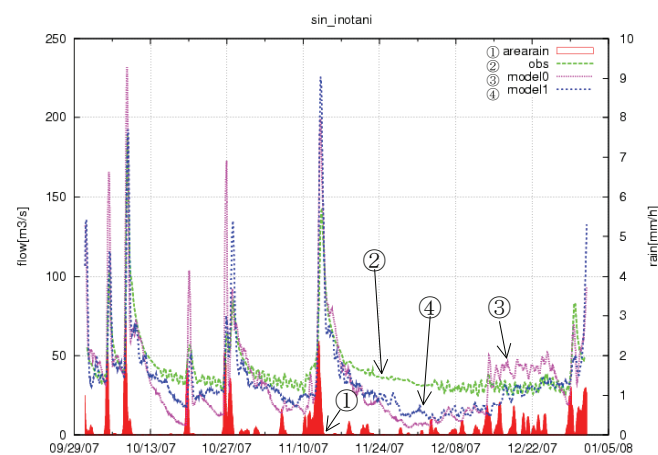 sin_inotani
250
200
150
100
50
0
flow[m3/s]
10
9
8
7
6
5
4
3
2
1
0
rain[mm/h]
① arearain
② obs
③ model0
④ model1
②
④
③
①
09/29/07 10/13/07 10/27/07 11/10/07 11/24/07 12/08/07 12/22/07 01/05/08